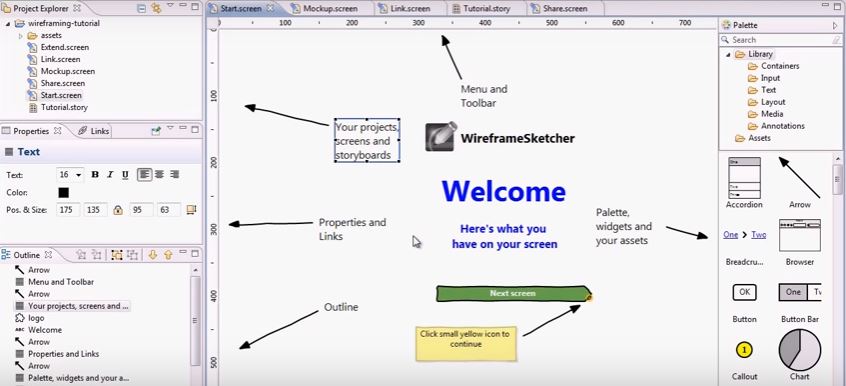 Project Explorer
wireframing-tutorial
assets
Extend.screen
Link.screen
Mockup.screen
Share.screen
Start.screen
Tutorial.story
Properties
Links
Text
Text: 16 B I U
Color:
Pos. & Size: 175 135 95 63
Outline
Arrow
Menu and Toolbar
Arrow
Your projects, screens and ...
logo
ABC Welcome
Arrow
Properties and Links
Arrow
Palette, widgets and your a...
Start.screen Mockup.screen Link.screen Tutorial.story Share.screen
0 100 200 300 400 500 600 700
0
100
200
300
400
500
Menu and
Toolbar
Your projects,
screens and
storyboards
WireframeSketcher
Welcome
Here's what you
have on your screen
Properties and
Links
Palette,
widgets and
your assets
Next screen
Outline
Click small yellow icon to
continue
Palette
Search
Library
Containers
Input
Text
Layout
Media
Annotations
Assets
Accordion Arrow
One > Two
Breadcru... Browser
OK One Tv
Button Button Bar
1
Callout Chart